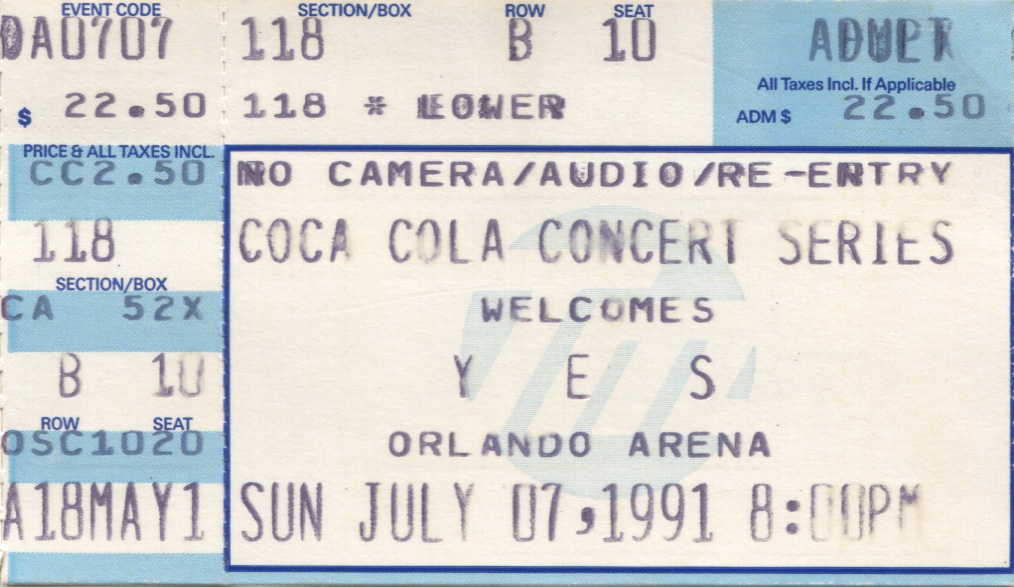 EVENT CODE SECTION/BOX ROW SEAT
OA0707 118 B 10 ADULT
All Taxes Incl. If Applicable
$ 22.50 118 * LOWER ADM $ 22.50
PRICE & ALL TAXES INCL.
CC2.50 NO CAMERA/AUDIO/RE-ENTRY
118 COCA COLA CONCERT SERIES
SECTION/BOX
CA 52X WELCOMES
B 10 Y E S
ROW SEAT
OSC1020 ORLANDO ARENA
A18MAY1 SUN JULY 07,1991 8:00PM